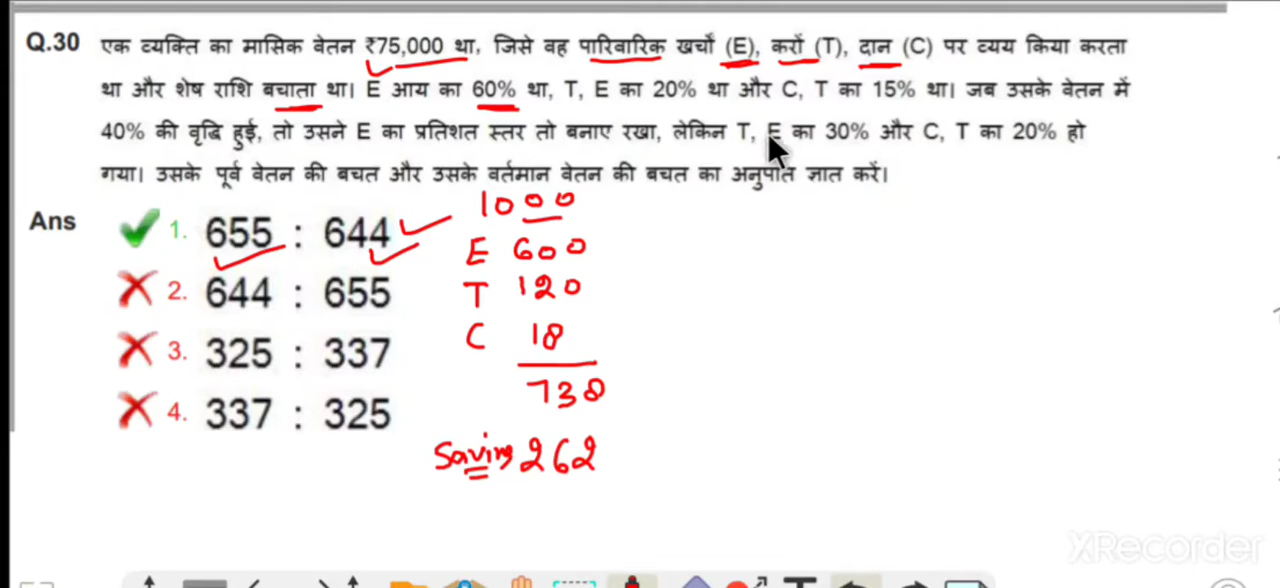 Q.30 एक व्यक्ति का मासिक वेतन ₹75,000 था, जिसे वह पारिवारिक खर्चों (E), करों (T), दान (C) पर व्यय किया करता
था और शेष राशि बचाता था। E आय का 60% था, T, E का 20% था और C, T का 15% था। जब उसके वेतन में
40% की वृद्धि हुई, तो उसने E का प्रतिशत स्तर तो बनाए रखा, लेकिन T, E का 30% और C, T का 20% हो
गया। उसके पूर्व वेतन की बचत और उसके वर्तमान वेतन की बचत का अनुपात ज्ञात करें।
Ans
1. 655 : 644
2. 644 : 655
3. 325 : 337
4. 337 : 325
1000
E 600
T 120
C 18
738
Saving 262
XRecorder